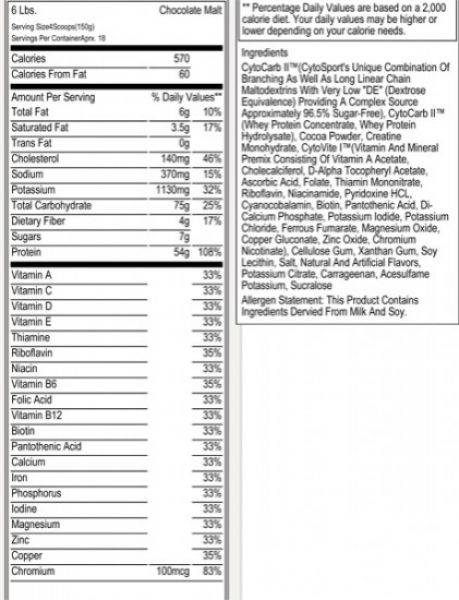 6 Lbs. Chocolate Malt
Serving Size4Scoops(150g)
Servings Per ContainerAprx. 18
Calories 570
Calories From Fat 60
Amount Per Serving % Daily Values**
Total Fat 6g 10%
Saturated Fat 3.5g 17%
Trans Fat 0g
Cholesterol 140mg 46%
Sodium 370mg 15%
Potassium 1130mg 32%
Total Carbohydrate 75g 25%
Dietary Fiber 4g 17%
Sugars 7g
Protein 54g 108%
Vitamin A 33%
Vitamin C 33%
Vitamin D 33%
Vitamin E 33%
Thiamine 33%
Riboflavin 35%
Niacin 33%
Vitamin B6 35%
Folic Acid 33%
Vitamin B12 33%
Biotin 33%
Pantothenic Acid 33%
Calcium 33%
Iron 33%
Phosphorus 33%
Iodine 33%
Magnesium 33%
Zinc 33%
Copper 35%
Chromium 100mcg 83%
** Percentage Daily Values are based on a 2,000
calorie diet. Your daily values may be higher or
lower depending on your calorie needs.
Ingredients
CytoCarb II™(CytoSport's Unique Combination Of
Branching As Well As Long Linear Chain
Maltodextrins With Very Low "DE" (Dextrose
Equivalence) Providing A Complex Source
Approximately 96.5% Sugar-Free), CytoCarb II™
(Whey Protein Concentrate, Whey Protein
Hydrolysate), Cocoa Powder, Creatine
Monohydrate, CytoVite I™(Vitamin And Mineral
Premix Consisting Of Vitamin A Acetate,
Cholecalciferol, D-Alpha Tocopheryl Acetate,
Ascorbic Acid, Folate, Thiamin Mononitrate,
Riboflavin, Niacinamide, Pyridoxine HCL,
Cyanocobalamin, Biotin, Pantothenic Acid, Di-
Calcium Phosphate, Potassium Iodide, Potassium
Chloride, Ferrous Fumarate, Magnesium Oxide,
Copper Gluconate, Zinc Oxide, Chromium
Nicotinate), Cellulose Gum, Xanthan Gum, Soy
Lecithin, Salt, Natural And Artificial Flavors,
Potassium Citrate, Carrageenan, Acesulfame
Potassium, Sucralose
Allergen Statement: This Product Contains
Ingredients Dervied From Milk And Soy.